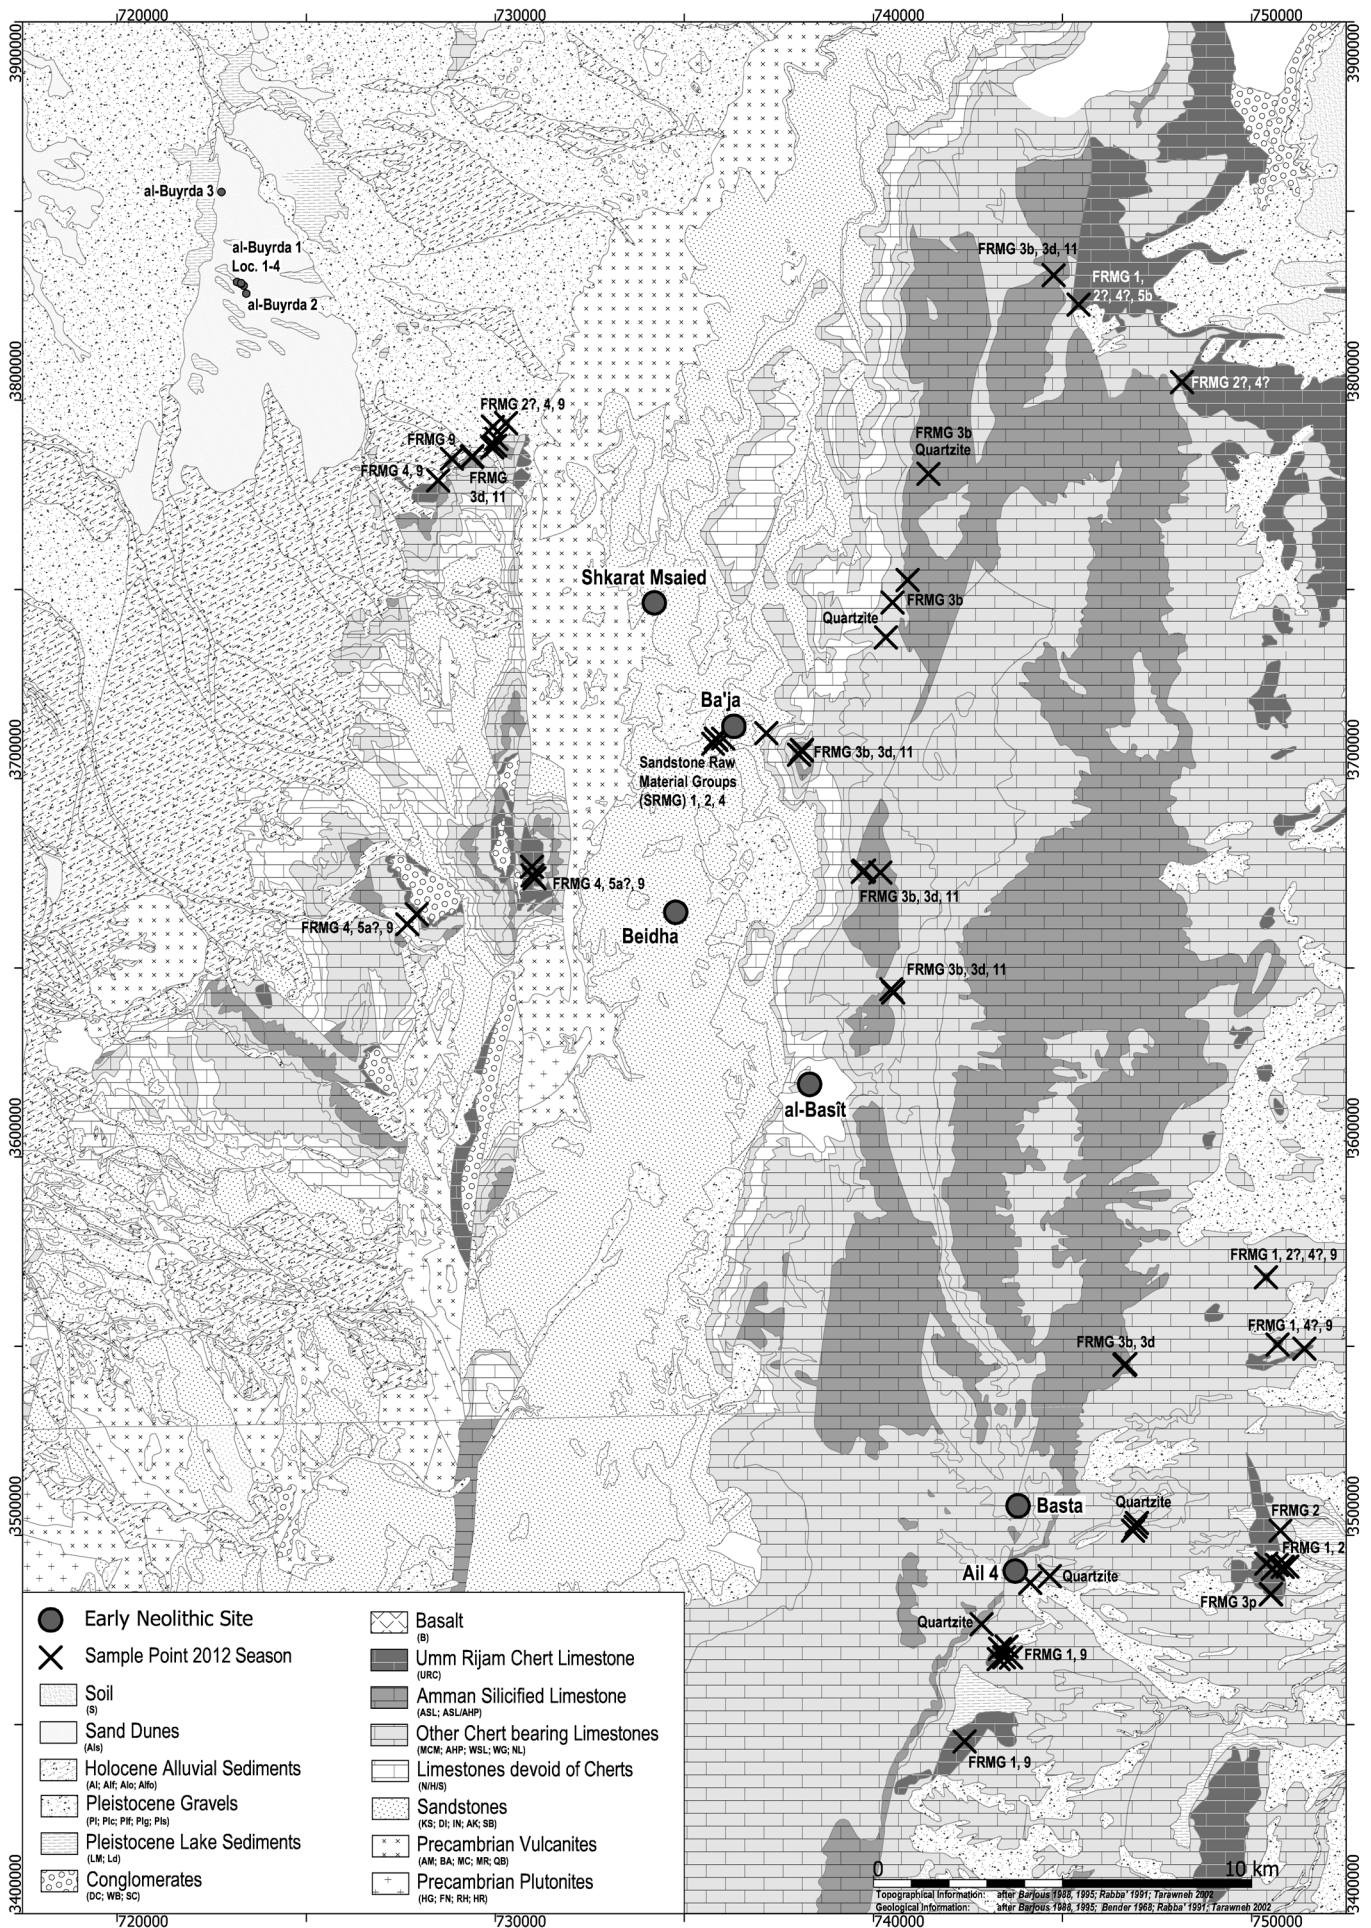 720000
730000
740000
750000
3900000
3900000
al-Buyrda 3
al-Buyrda 1
Loc. 1-4
al-Buyrda 2
FRMG 3b, 3d, 11
FRMG 1,
2?, 4?, 5b
3800000
3800000
FRMG 2?, 4?
FRMG 2?, 4, 9
FRMG 9
FRMG 4, 9
FRMG
3d, 11
FRMG 3b
Quartzite
Shkarat Msaied
FRMG 3b
Quartzite
Ba'ja
3700000
3700000
FRMG 3b, 3d, 11
Sandstone Raw
Material Groups
(SRMG) 1, 2, 4
FRMG 4, 5a?, 9
FRMG 3b, 3d, 11
FRMG 4, 5a?, 9
Beidha
FRMG 3b, 3d, 11
al-Basît
3600000
3600000
FRMG 1, 2?, 4?, 9
FRMG 1, 4?, 9
FRMG 3b, 3d
3500000
3500000
Basta
Quartzite
FRMG 2
FRMG 1, 2
Ail 4
Quartzite
FRMG 3p
Quartzite
FRMG 1, 9
FRMG 1, 9
Early Neolithic Site
Sample Point 2012 Season
Soil
(S)
Sand Dunes
(Als)
Holocene Alluvial Sediments
(Al; Alf; Alo; Alfo)
Pleistocene Gravels
(Pl; Plc; Plf; Plg; Pls)
Pleistocene Lake Sediments
(LM; Ld)
Conglomerates
(DC; WB; SC)
Basalt
(B)
Umm Rijam Chert Limestone
(URC)
Amman Silicified Limestone
(ASL; ASL/AHP)
Other Chert bearing Limestones
(MCM; AHP; WSL; WG; NL)
Limestones devoid of Cherts
(N/H/S)
Sandstones
(KS; DI; IN; AK; SB)
Precambrian Vulcanites
(AM; BA; MC; MR; QB)
Precambrian Plutonites
(HG; FN; RH; HR)
3400000
3400000
0 10 km
Topographical Information: after Barjous 1988, 1995; Rabba' 1991; Tarawneh 2002
Geological Information: after Barjous 1988, 1995; Bender 1968; Rabba' 1991; Tarawneh 2002
720000
730000
740000
750000